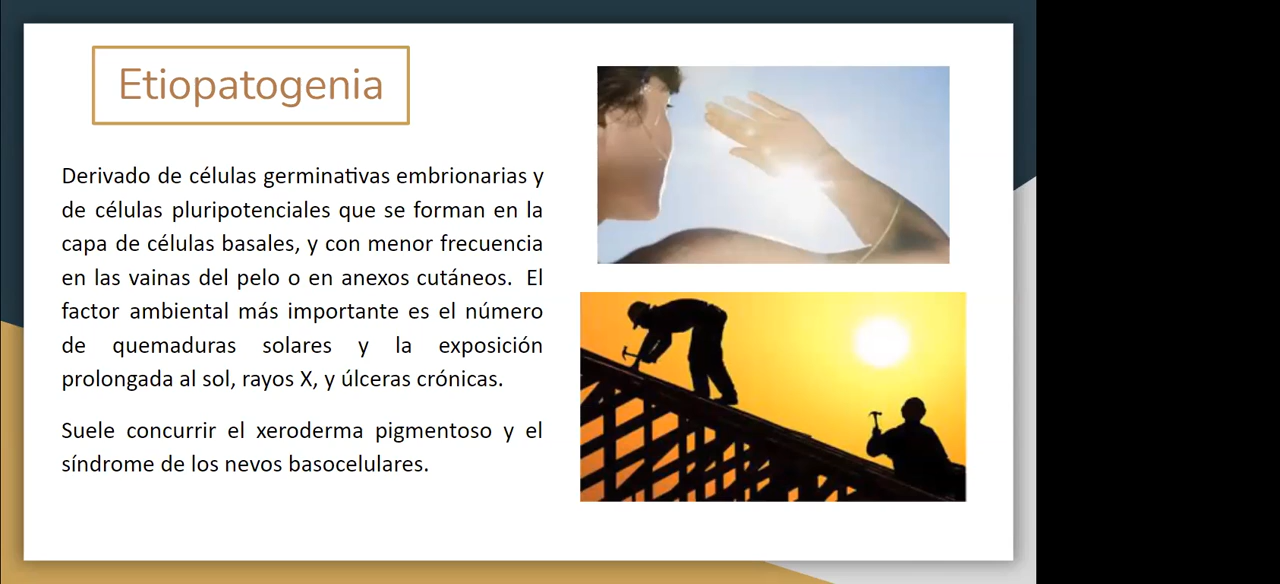 Etiopatogenia
Derivado de células germinativas embrionarias y
de células pluripotenciales que se forman en la
capa de células basales, y con menor frecuencia
en las vainas del pelo o en anexos cutáneos. El
factor ambiental más importante es el número
de quemaduras solares y la exposición
prolongada al sol, rayos X, y úlceras crónicas.
Suele concurrir el xeroderma pigmentoso y el
síndrome de los nevos basocelulares.